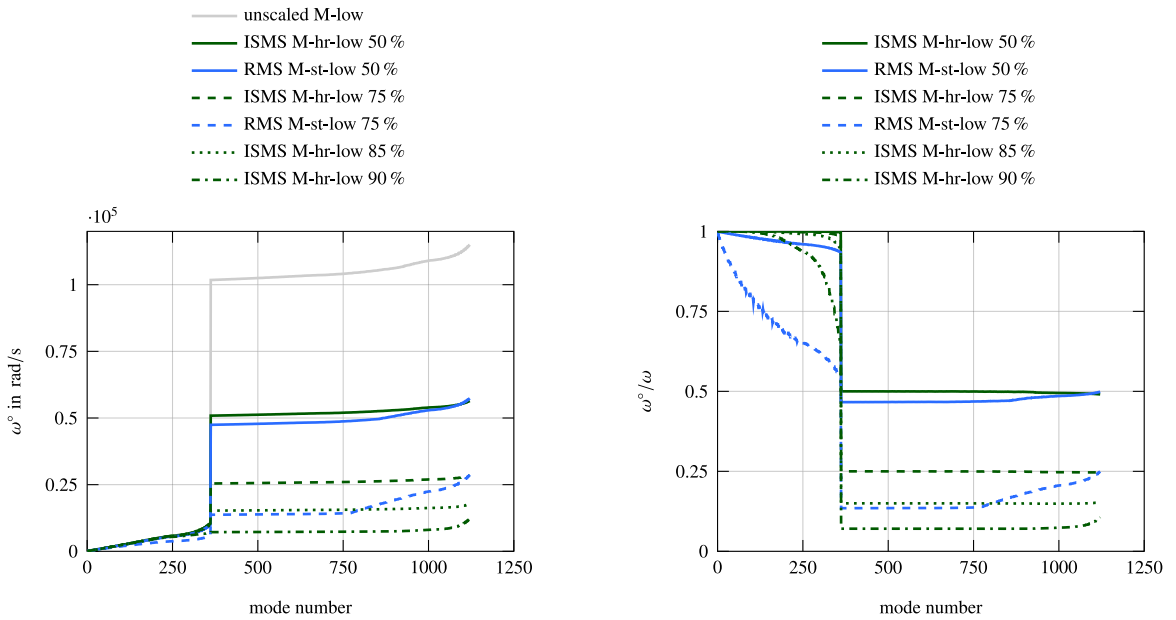 unscaled M-low
ISMS M-hr-low 50 %
RMS M-st-low 50 %
ISMS M-hr-low 75 %
RMS M-st-low 75 %
ISMS M-hr-low 85 %
ISMS M-hr-low 90 %
·10⁵
1
0.75
0.5
0.25
0
0
250
500
750
1000
1250
mode number
ω° in rad/s
ISMS M-hr-low 50 %
RMS M-st-low 50 %
ISMS M-hr-low 75 %
RMS M-st-low 75 %
ISMS M-hr-low 85 %
ISMS M-hr-low 90 %
1
0.75
0.5
0.25
0
0
250
500
750
1000
1250
mode number
ω°/ω